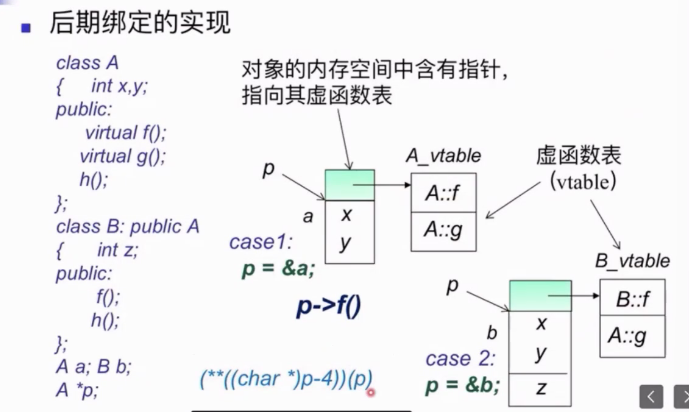 后期绑定的实现
class A
{ int x,y;
public:
virtual f();
virtual g();
h();
};
class B: public A
{ int z;
public:
f();
h();
};
A a; B b;
A *p;
对象的内存空间中含有指针,
指向其虚函数表
p
a
x
y
case1:
p = &a;
p->f()
(**((char *)p-4))(p)
A_vtable
A::f
A::g
虚函数表
(vtable)
p
b
x
y
z
case 2:
p = &b;
B_vtable
B::f
A::g